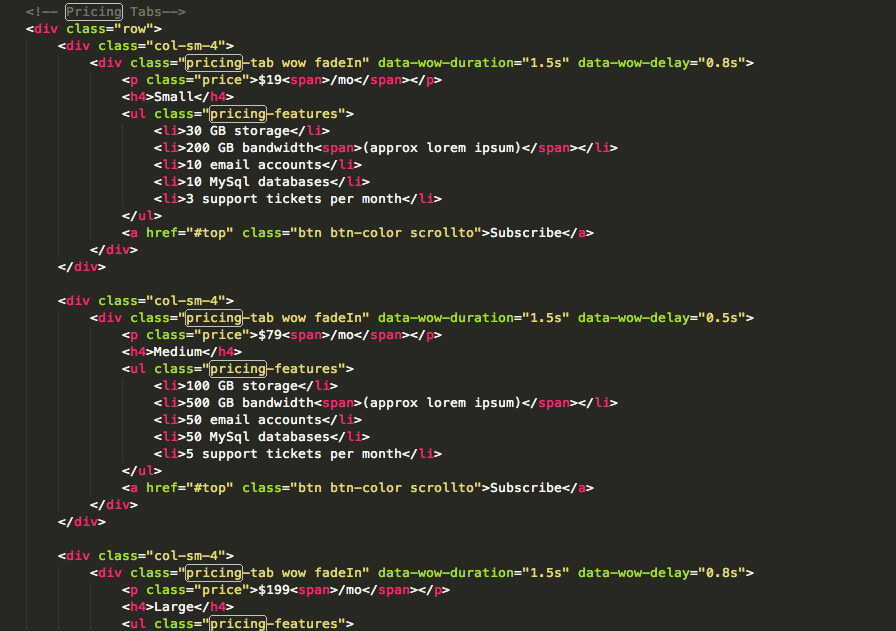 <!-- Pricing Tabs-->
<div class="row">
<div class="col-sm-4">
<div class="pricing-tab wow fadeIn" data-wow-duration="1.5s" data-wow-delay="0.8s">
<p class="price">$19<span>/mo</span></p>
<h4>Small</h4>
<ul class="pricing-features">
<li>30 GB storage</li>
<li>200 GB bandwidth<span>(approx lorem ipsum)</span></li>
<li>10 email accounts</li>
<li>10 MySql databases</li>
<li>3 support tickets per month</li>
</ul>
<a href="#top" class="btn btn-color scrollto">Subscribe</a>
</div>
</div>
<div class="col-sm-4">
<div class="pricing-tab wow fadeIn" data-wow-duration="1.5s" data-wow-delay="0.5s">
<p class="price">$79<span>/mo</span></p>
<h4>Medium</h4>
<ul class="pricing-features">
<li>100 GB storage</li>
<li>500 GB bandwidth<span>(approx lorem ipsum)</span></li>
<li>50 email accounts</li>
<li>50 MySql databases</li>
<li>5 support tickets per month</li>
</ul>
<a href="#top" class="btn btn-color scrollto">Subscribe</a>
</div>
</div>
<div class="col-sm-4">
<div class="pricing-tab wow fadeIn" data-wow-duration="1.5s" data-wow-delay="0.8s">
<p class="price">$199<span>/mo</span></p>
<h4>Large</h4>
<ul class="pricing-features">